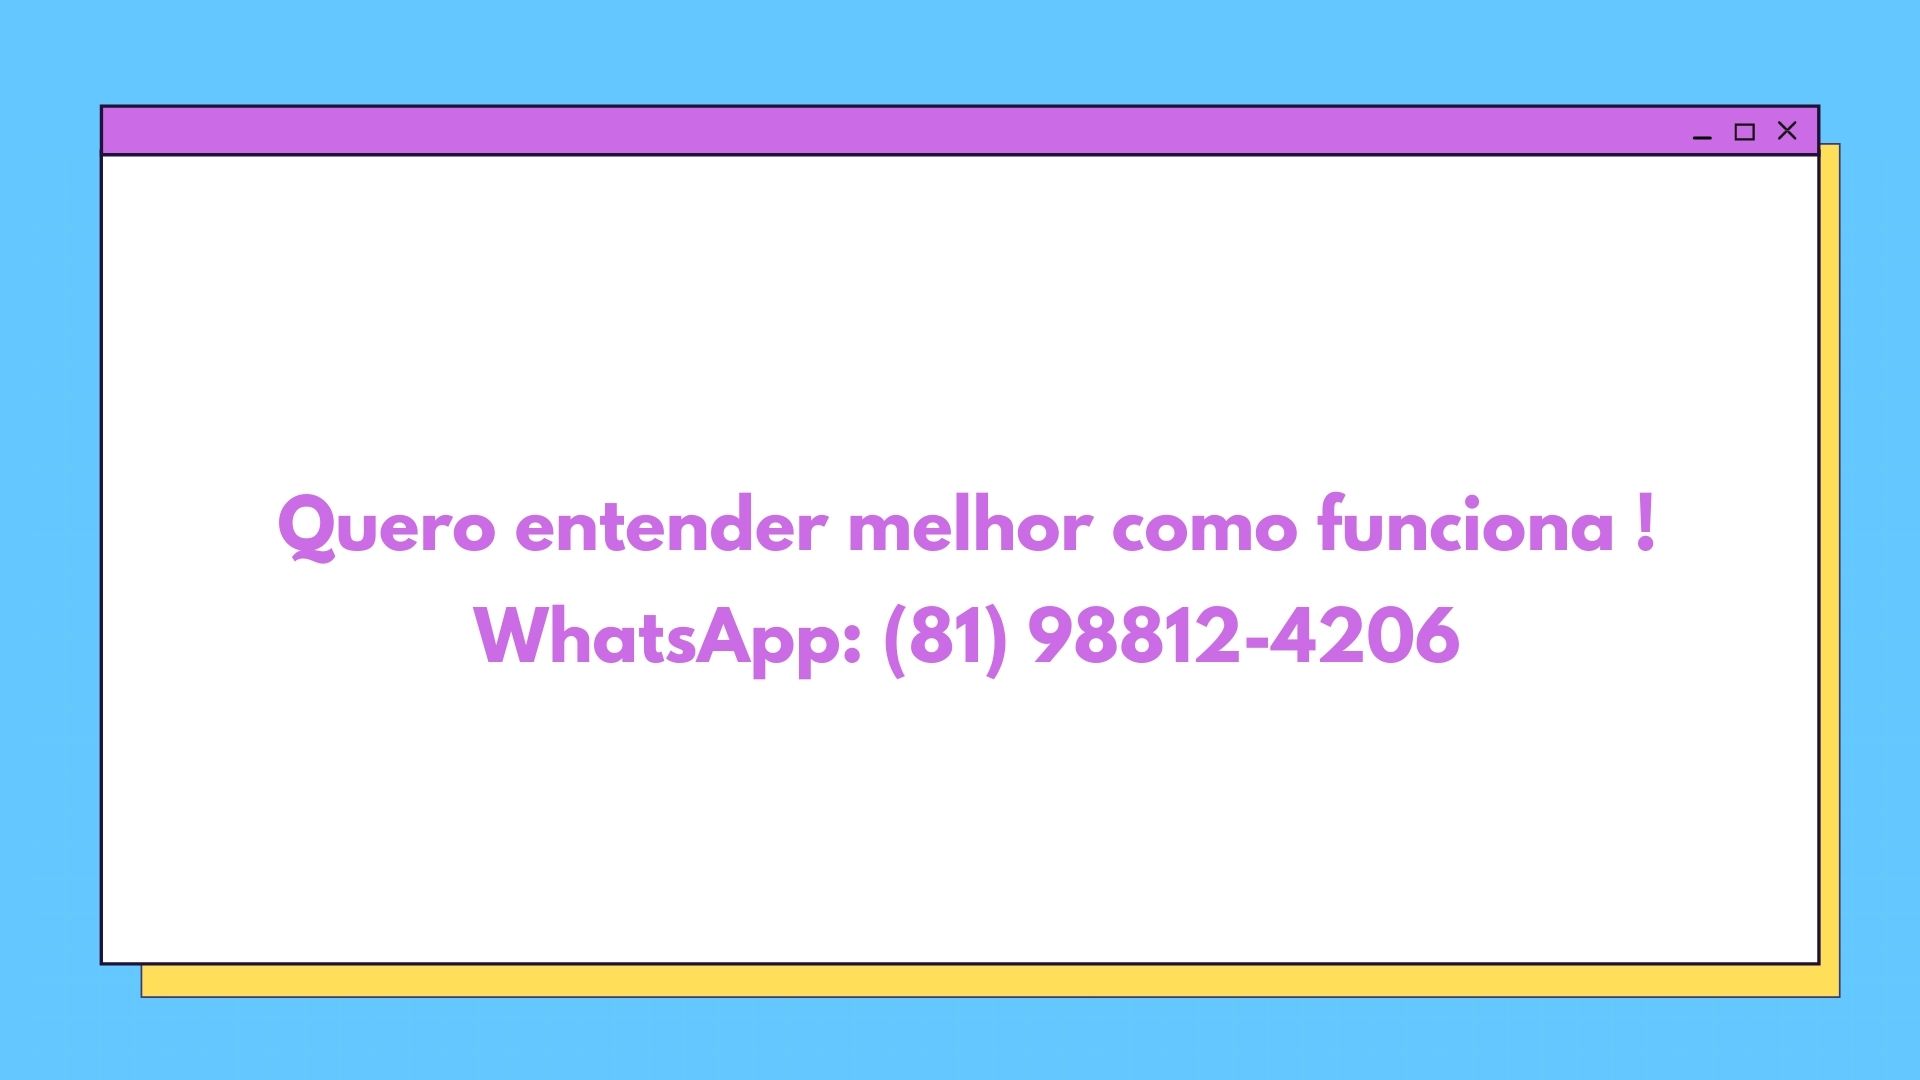 Quero entender melhor como funciona !
WhatsApp: (81) 98812-4206